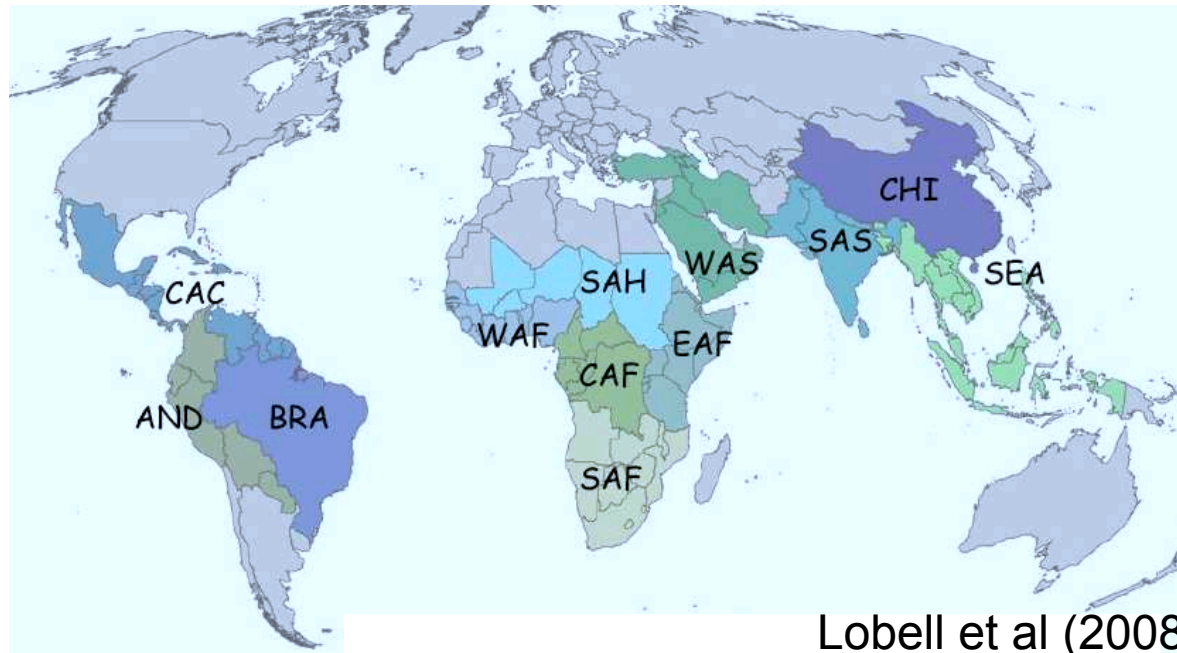 CHI
SAS
SEA
WAS
SAH
CAC
WAF
EAF
CAF
AND
BRA
SAF
Lobell et al (2008